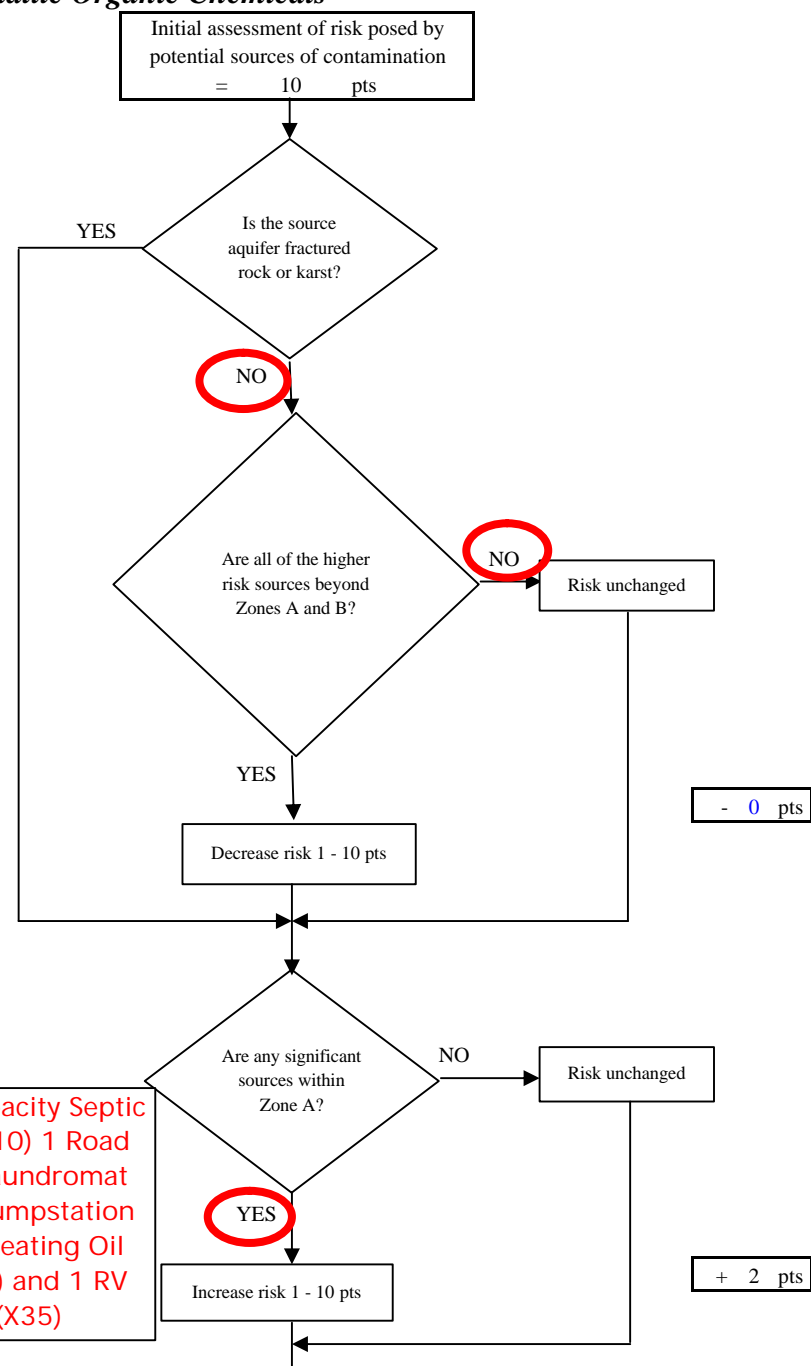 Organic Chemicals
Initial assessment of risk posed by
potential sources of contamination
= 10 pts
Is the source
aquifer fractured
rock or karst?
YES
NO
Are all of the higher
risk sources beyond
Zones A and B?
NO
Risk unchanged
YES
- 0 pts
Decrease risk 1 - 10 pts
Are any significant
sources within
Zone A?
NO
Risk unchanged
acity Septic
10) 1 Road
undromat
umpstation
eating Oil
) and 1 RV
(X35)
YES
Increase risk 1 - 10 pts
+ 2 pts